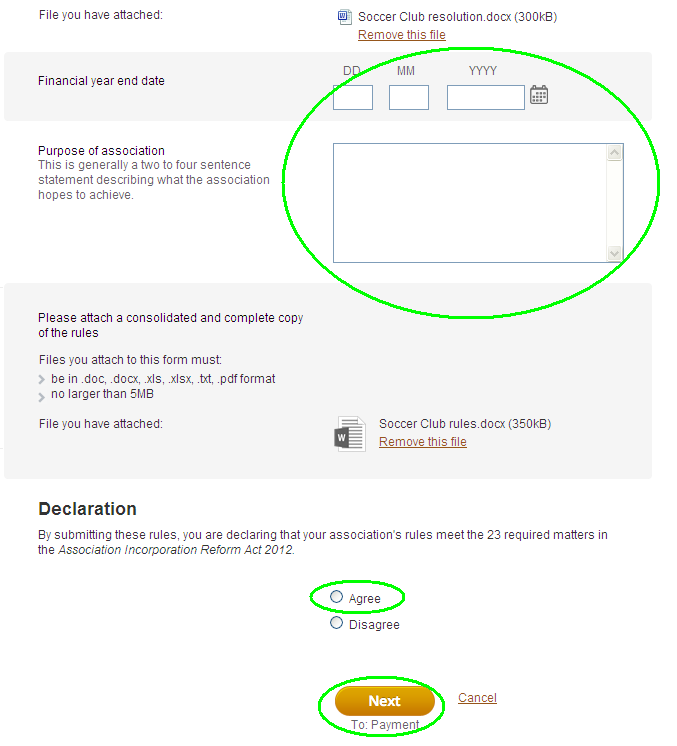 File you have attached:
Soccer Club resolution.docx (300kB)
Remove this file
DD MM YYYY
Financial year end date
Purpose of association
This is generally a two to four sentence
statement describing what the association
hopes to achieve.
Please attach a consolidated and complete copy
of the rules
Files you attach to this form must:
be in .doc, .docx, .xls, .xlsx, .txt, .pdf format
no larger than 5MB
File you have attached:
Soccer Club rules.docx (350kB)
W
Remove this file
Declaration
By submitting these rules, you are declaring that your association's rules meet the 23 required matters in
the Association Incorporation Reform Act 2012.
Agree
Disagree
Next
Cancel
To: Payment